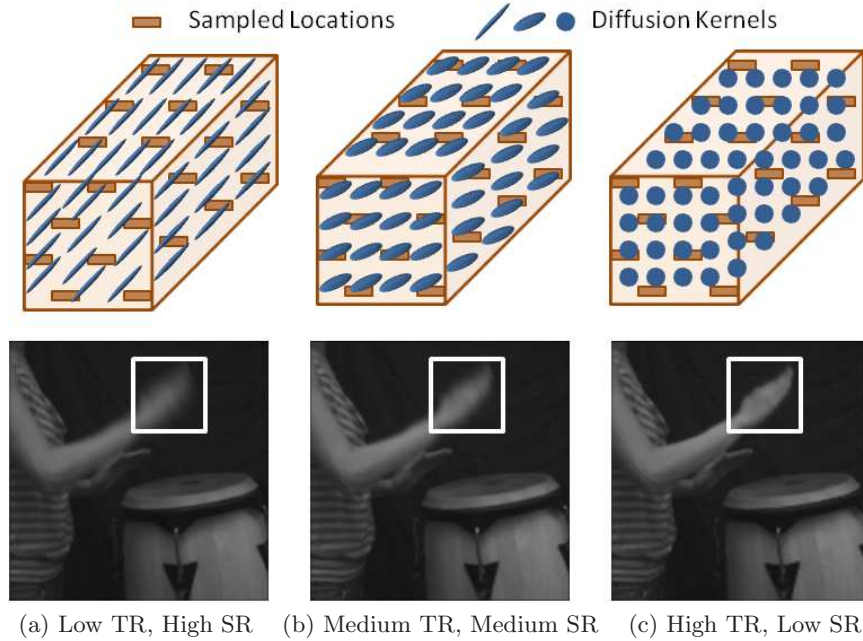 Sampled Locations
Diffusion Kernels
(a) Low TR, High SR
(b) Medium TR, Medium SR
(c) High TR, Low SR